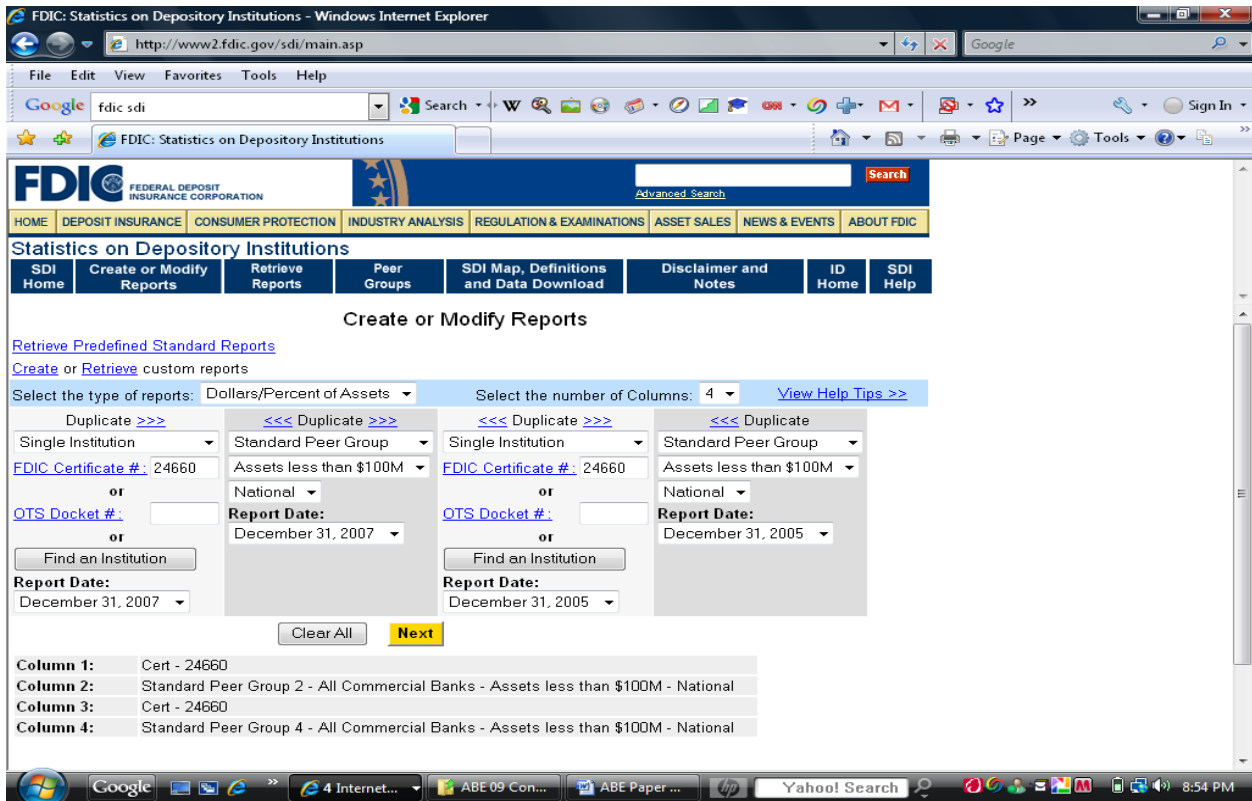 FDIC: Statistics on Depository Institutions - Windows Internet Explorer
http://www2.fdic.gov/sdi/main.asp Google
File Edit View Favorites Tools Help
Google fdic sdi Search W CNN M >> Sign In
FDIC: Statistics on Depository Institutions Page Tools >>
FDIC FEDERAL DEPOSIT INSURANCE CORPORATION Search
Advanced Search
HOME DEPOSIT INSURANCE CONSUMER PROTECTION INDUSTRY ANALYSIS REGULATION & EXAMINATIONS ASSET SALES NEWS & EVENTS ABOUT FDIC
Statistics on Depository Institutions
SDI Home Create or Modify Reports Retrieve Reports Peer Groups SDI Map, Definitions and Data Download Disclaimer and Notes ID Home SDI Help
Create or Modify Reports
Retrieve Predefined Standard Reports
Create or Retrieve custom reports
Select the type of reports: Dollars/Percent of Assets Select the number of Columns: 4 View Help Tips >>
Duplicate >>> <<< Duplicate >>> <<< Duplicate >>> <<< Duplicate
Single Institution Standard Peer Group Single Institution Standard Peer Group
FDIC Certificate #: 24660 Assets less than $100M FDIC Certificate #: 24660 Assets less than $100M
or National or National
OTS Docket #: Report Date: OTS Docket #: Report Date:
or December 31, 2007 or December 31, 2005
Find an Institution Find an Institution
Report Date: Report Date:
December 31, 2007 December 31, 2005
Clear All Next
Column 1: Cert - 24660
Column 2: Standard Peer Group 2 - All Commercial Banks - Assets less than $100M - National
Column 3: Cert - 24660
Column 4: Standard Peer Group 4 - All Commercial Banks - Assets less than $100M - National
Google >> 4 Internet... ABE 09 Con... ABE Paper ... hp Yahoo! Search 8:54 PM